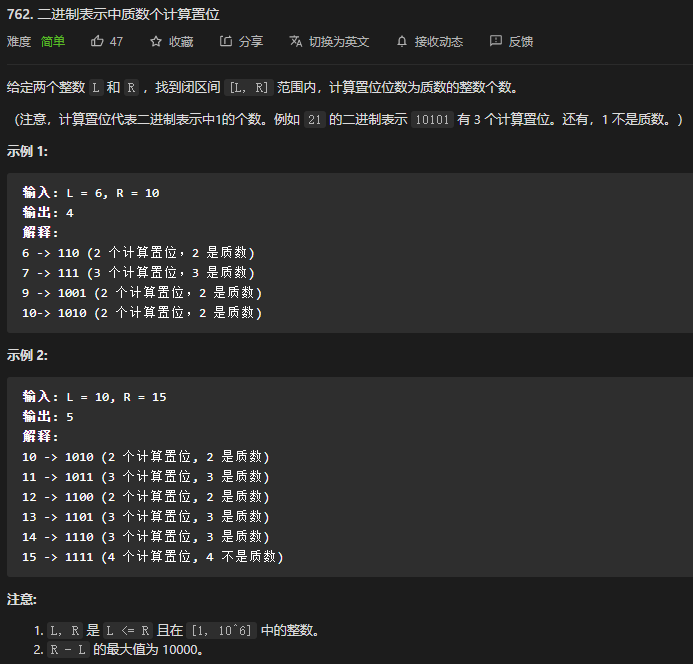 762. 二进制表示中质数个计算置位
难度 简单 47 收藏 分享 切换为英文 接收动态 反馈
给定两个整数 L 和 R ，找到闭区间 [L, R] 范围内，计算置位位数为质数的整数个数。
（注意，计算置位代表二进制表示中1的个数。例如 21 的二进制表示 10101 有 3 个计算置位。还有，1 不是质数。）
示例 1:
输入: L = 6, R = 10
输出: 4
解释:
6 -> 110 (2 个计算置位，2 是质数)
7 -> 111 (3 个计算置位，3 是质数)
9 -> 1001 (2 个计算置位，2 是质数)
10-> 1010 (2 个计算置位，2 是质数)
示例 2:
输入: L = 10, R = 15
输出: 5
解释:
10 -> 1010 (2 个计算置位, 2 是质数)
11 -> 1011 (3 个计算置位, 3 是质数)
12 -> 1100 (2 个计算置位, 2 是质数)
13 -> 1101 (3 个计算置位, 3 是质数)
14 -> 1110 (3 个计算置位, 3 是质数)
15 -> 1111 (4 个计算置位, 4 不是质数)
注意:
1. L, R 是 L <= R 且在 [1, 10^6] 中的整数。
2. R - L 的最大值为 10000。